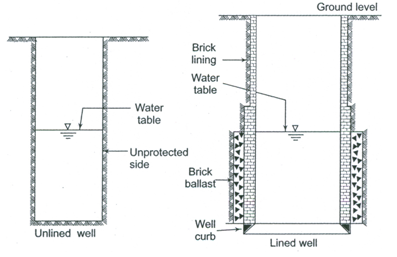 Ground level
Brick
lining
Water
table
Water
table
Unprotected
side
Brick
ballast
Well
curb
Unlined well
Lined well